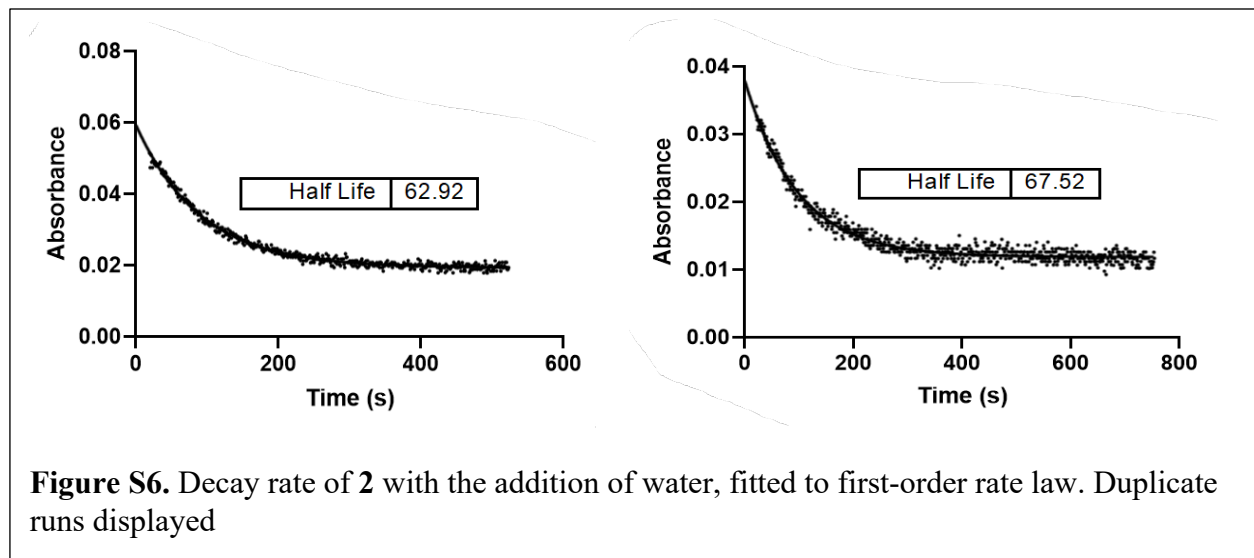 0.08
0.06
0.04
0.02
0.00
Absorbance
Half Life 62.92
0 200 400 600
Time (s)
0.04
0.03
0.02
0.01
0.00
Absorbance
Half Life 67.52
0 200 400 600 800
Time (s)
Figure S6. Decay rate of 2 with the addition of water, fitted to first-order rate law. Duplicate
runs displayed